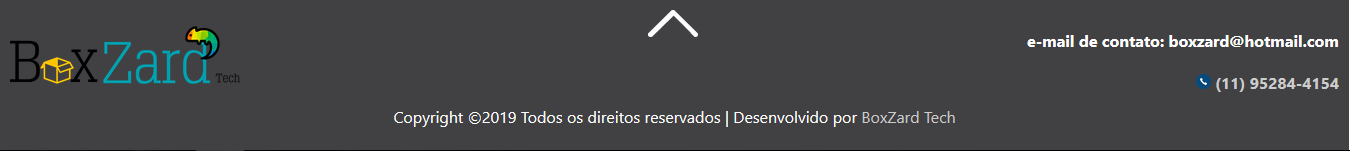 BoxZard Tech
e-mail de contato: boxzard@hotmail.com
(11) 95284-4154
Copyright ©2019 Todos os direitos reservados | Desenvolvido por BoxZard Tech